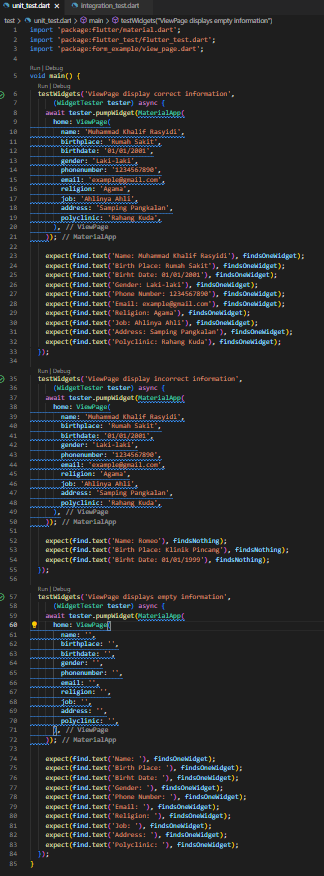 unit_test.dart × integration_test.dart
test > unit_test.dart > main > testWidgets("ViewPage displays empty information")
1 import 'package:flutter/material.dart';
2 import 'package:flutter_test/flutter_test.dart';
3 import 'package:form_example/view_page.dart';
4
Run | Debug
5 void main() {
Run | Debug
6 testWidgets('ViewPage display correct information',
7 (WidgetTester tester) async {
8 await tester.pumpWidget(MaterialApp(
9 home: ViewPage(
10 name: 'Muhammad Khalif Rasyidi',
11 birthplace: 'Rumah Sakit',
12 birthdate: '01/01/2001',
13 gender: 'Laki-laki',
14 phonenumber: '1234567890',
15 email: 'example@gmail.com',
16 religion: 'Agama',
17 job: 'Ahlinya Ahli',
18 address: 'Samping Pangkalan',
19 polyclinic: 'Rahang Kuda',
20 ), // ViewPage
21 )); // MaterialApp
22
23 expect(find.text('Name: Muhammad Khalif Rasyidi'), findsOneWidget);
24 expect(find.text('Birth Place: Rumah Sakit'), findsOneWidget);
25 expect(find.text('Birht Date: 01/01/2001'), findsOneWidget);
26 expect(find.text('Gender: Laki-laki'), findsOneWidget);
27 expect(find.text('Phone Number: 1234567890'), findsOneWidget);
28 expect(find.text('Email: example@gmail.com'), findsOneWidget);
29 expect(find.text('Religion: Agama'), findsOneWidget);
30 expect(find.text('Job: Ahlinya Ahli'), findsOneWidget);
31 expect(find.text('Address: Samping Pangkalan'), findsOneWidget);
32 expect(find.text('Polyclinic: Rahang Kuda'), findsOneWidget);
33 });
34
Run | Debug
35 testWidgets('ViewPage display incorrect information',
36 (WidgetTester tester) async {
37 await tester.pumpWidget(MaterialApp(
38 home: ViewPage(
39 name: 'Muhammad Khalif Rasyidi',
40 birthplace: 'Rumah Sakit',
41 birthdate: '01/01/2001',
42 gender: 'Laki-laki',
43 phonenumber: '1234567890',
44 email: 'example@gmail.com',
45 religion: 'Agama',
46 job: 'Ahlinya Ahli',
47 address: 'Samping Pangkalan',
48 polyclinic: 'Rahang Kuda',
49 ), // ViewPage
50 )); // MaterialApp
51
52 expect(find.text('Name: Romeo'), findsNothing);
53 expect(find.text('Birth Place: Klinik Pincang'), findsNothing);
54 expect(find.text('Birht Date: 01/01/1999'), findsNothing);
55 });
56
Run | Debug
57 testWidgets('ViewPage displays empty information',
58 (WidgetTester tester) async {
59 await tester.pumpWidget(MaterialApp(
60 home: ViewPage(
61 name: '',
62 birthplace: '',
63 birthdate: '',
64 gender: '',
65 phonenumber: '',
66 email: '',
67 religion: '',
68 job: '',
69 address: '',
70 polyclinic: '',
71 ), // ViewPage
72 )); // MaterialApp
73
74 expect(find.text('Name: '), findsOneWidget);
75 expect(find.text('Birth Place: '), findsOneWidget);
76 expect(find.text('Birht Date: '), findsOneWidget);
77 expect(find.text('Gender: '), findsOneWidget);
78 expect(find.text('Phone Number: '), findsOneWidget);
79 expect(find.text('Email: '), findsOneWidget);
80 expect(find.text('Religion: '), findsOneWidget);
81 expect(find.text('Job: '), findsOneWidget);
82 expect(find.text('Address: '), findsOneWidget);
83 expect(find.text('Polyclinic: '), findsOneWidget);
84 });
85 }